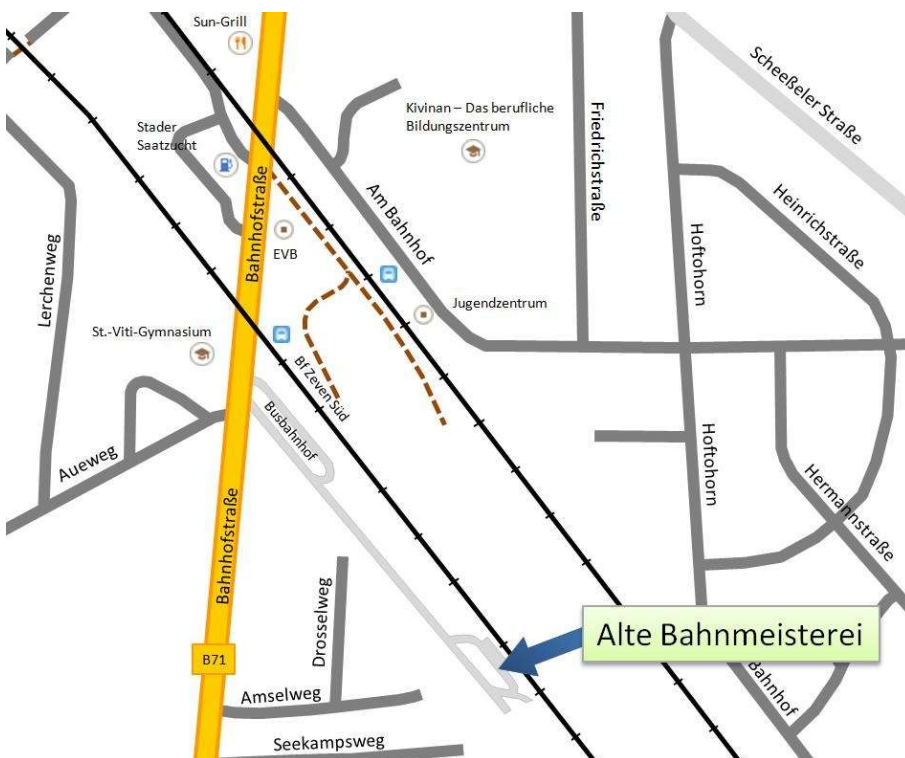 Sun-Grill
Scheeßeler Straße
Kivinan – Das berufliche
Bildungszentrum
Stader
Saatzucht
Friedrichstraße
Bahnhofstraße
Am Bahnhof
Heinrichstraße
Lerchenweg
Hoftohorn
EVB
Jugendzentrum
St.-Viti-Gymnasium
Bf Zeven Süd
Busbahnhof
Aueweg
Hoftohorn
Hermannstraße
Bahnhofstraße
Drosselweg
Alte Bahnmeisterei
B71
Bahnhof
Amselweg
Seekampsweg